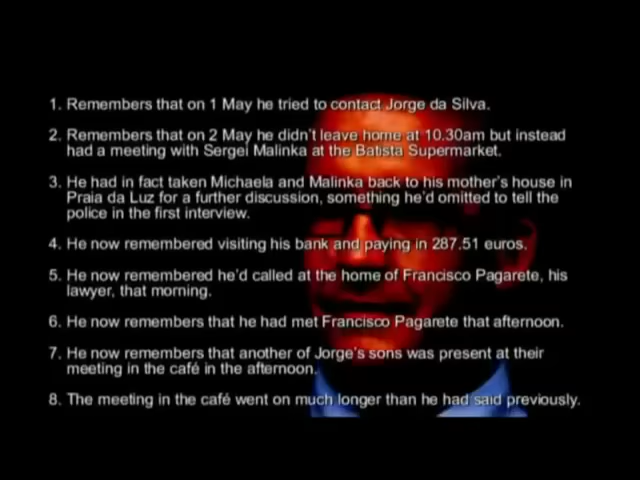 1. Remembers that on 1 May he tried to contact Jorge da Silva.
2. Remembers that on 2 May he didn't leave home at 10.30am but instead
had a meeting with Sergei Malinka at the Batista Supermarket.
3. He had in fact taken Michaela and Malinka back to his mother's house in
Praia da Luz for a further discussion, something he'd omitted to tell the
police in the first interview.
4. He now remembered visiting his bank and paying in 287.51 euros.
5. He now remembered he'd called at the home of Francisco Pagarete, his
lawyer, that morning.
6. He now remembers that he had met Francisco Pagarete that afternoon.
7. He now remembers that another of Jorge's sons was present at their
meeting in the café in the afternoon.
8. The meeting in the café went on much longer than he had said previously.